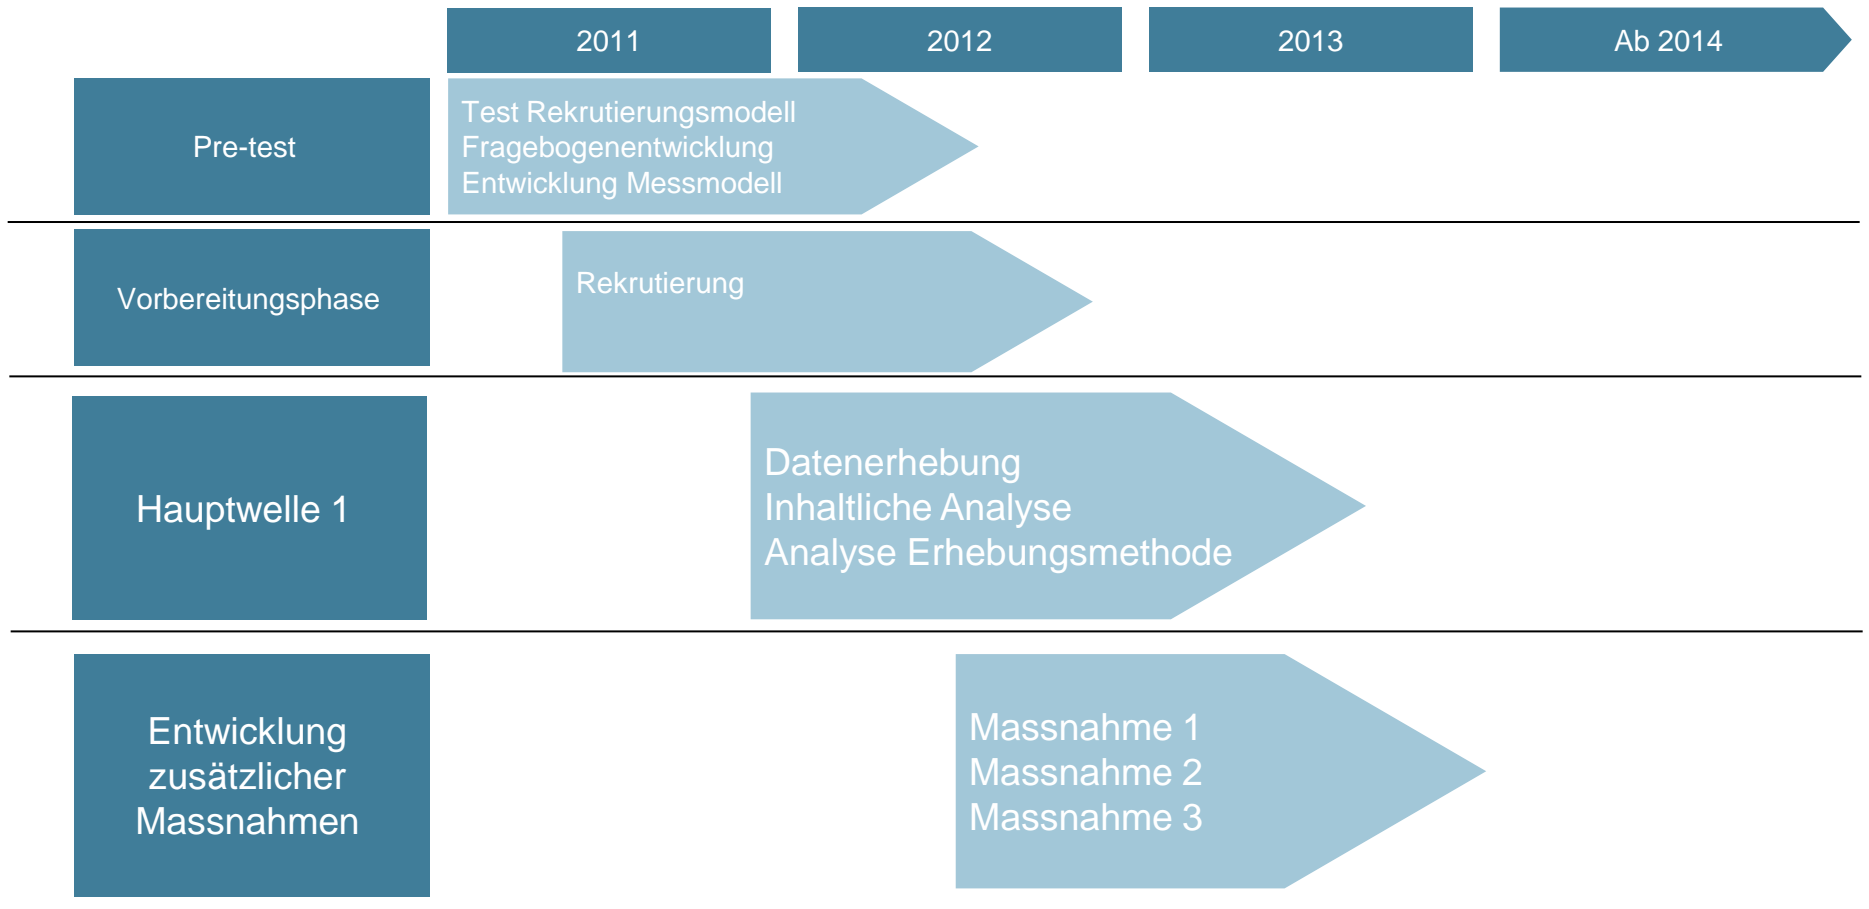 2011
2012
2013
Ab 2014
Pre-test
Test Rekrutierungsmodell
Fragebogenentwicklung
Entwicklung Messmodell
Vorbereitungsphase
Rekrutierung
Hauptwelle 1
Datenerhebung
Inhaltliche Analyse
Analyse Erhebungsmethode
Entwicklung
zusätzlicher
Massnahmen
Massnahme 1
Massnahme 2
Massnahme 3